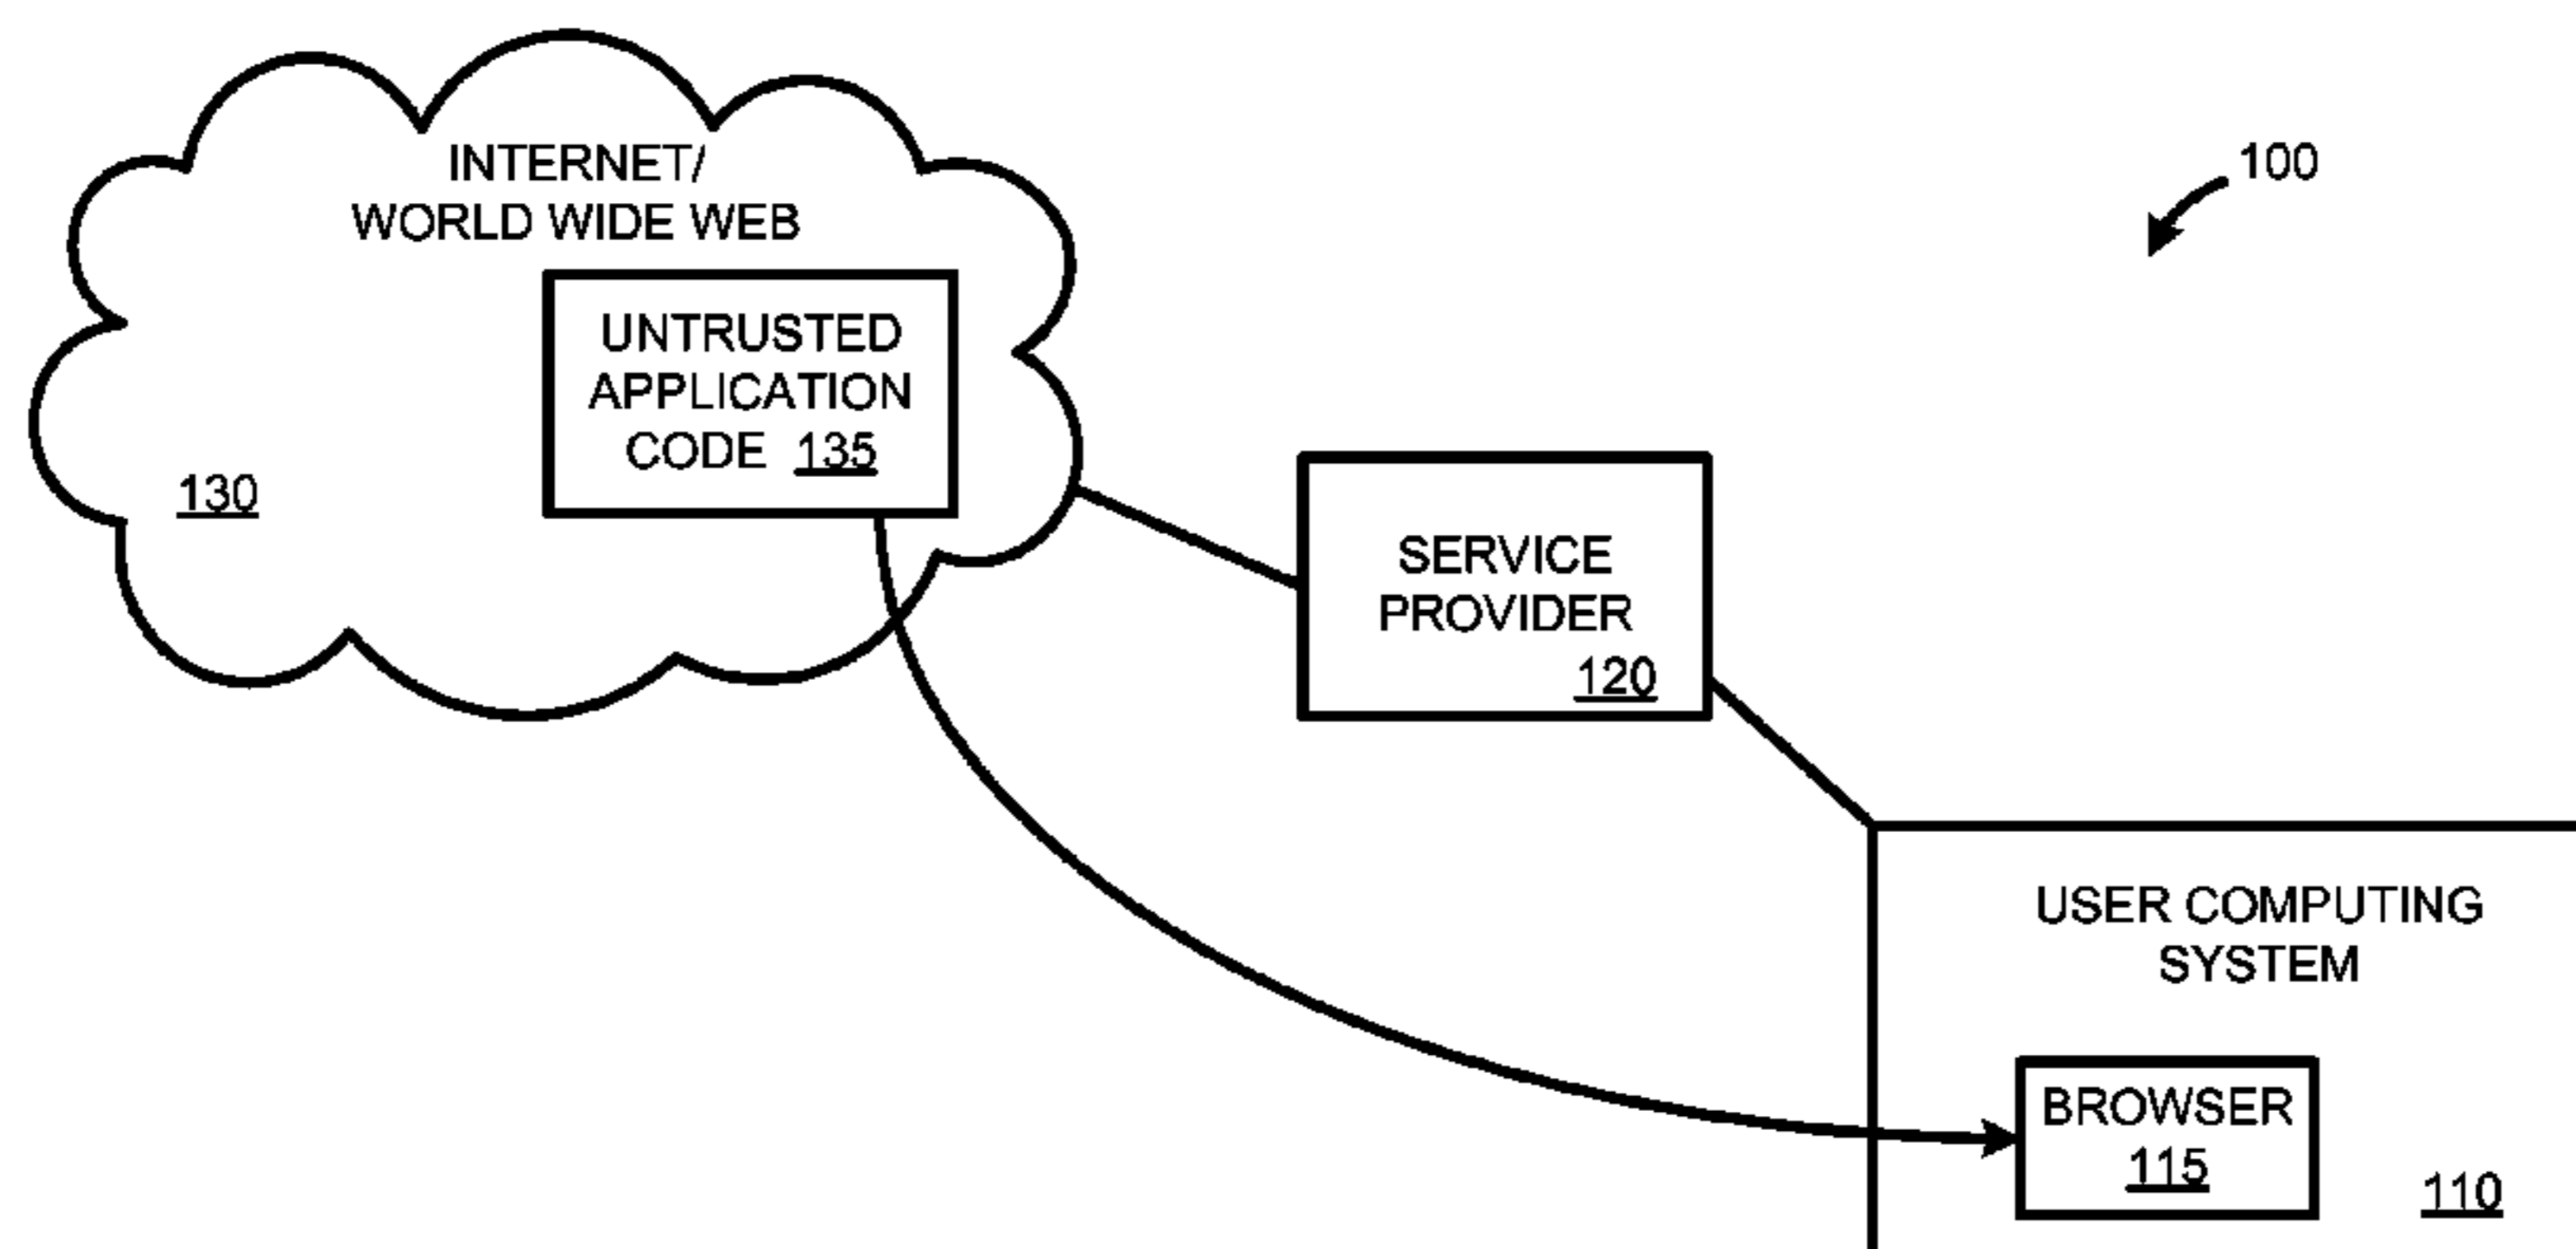 INTERNET/
WORLD WIDE WEB
100
UNTRUSTED
APPLICATION
CODE 135
130
SERVICE
PROVIDER
120
USER COMPUTING
SYSTEM
BROWSER
115
110